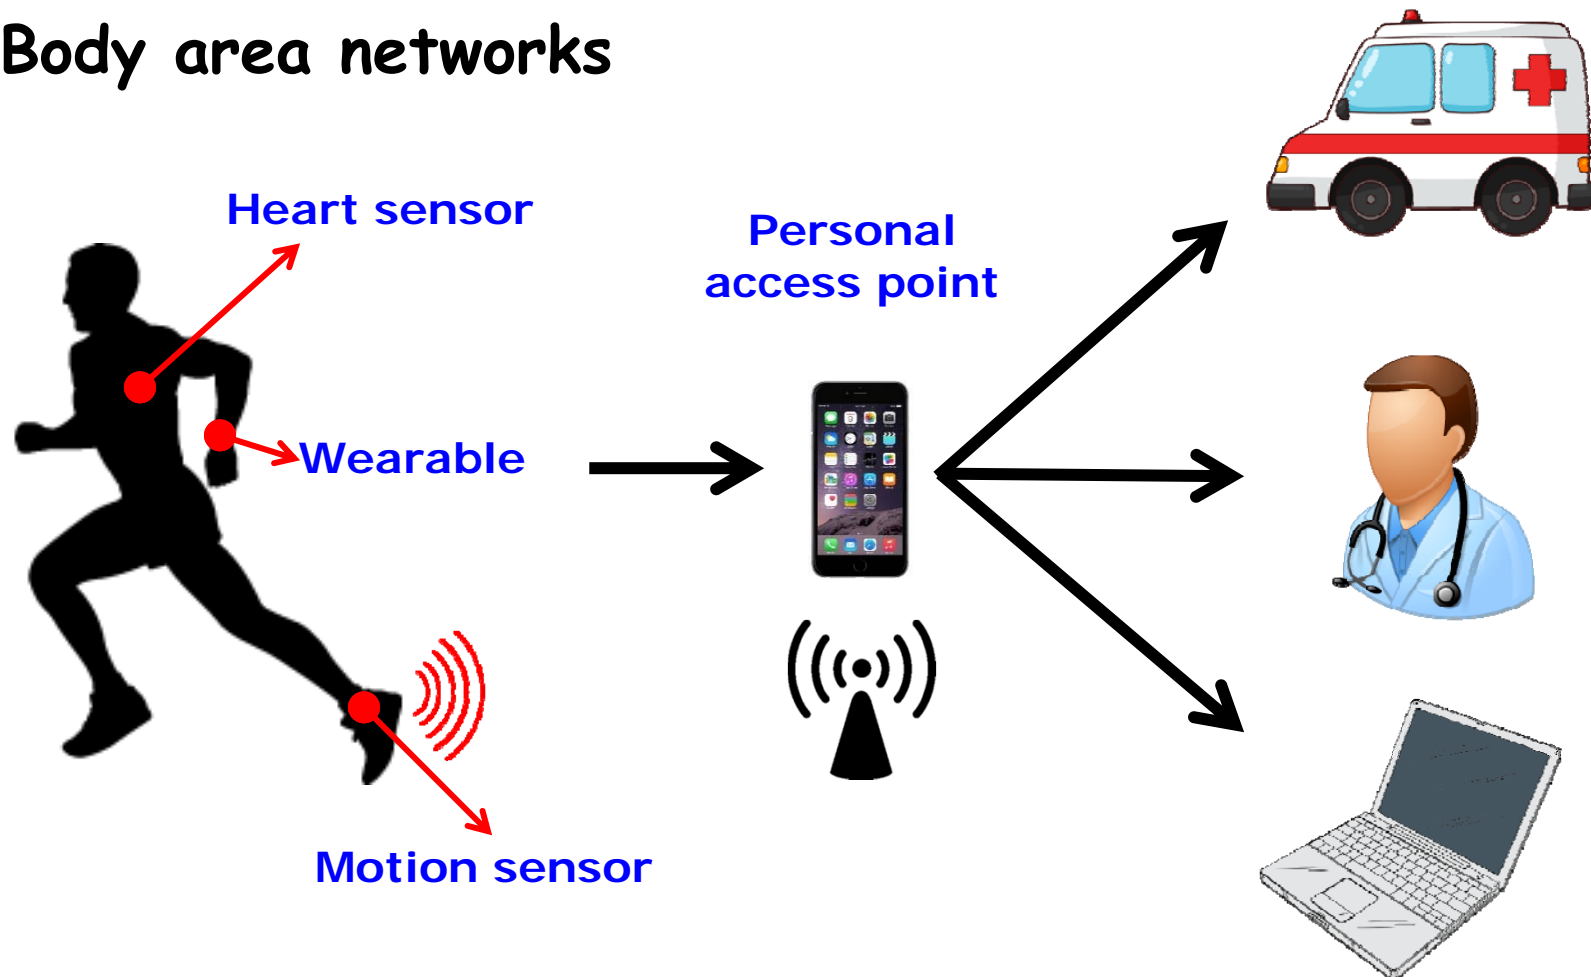 Body area networks
Heart sensor
Personal
access point
Wearable
Motion sensor